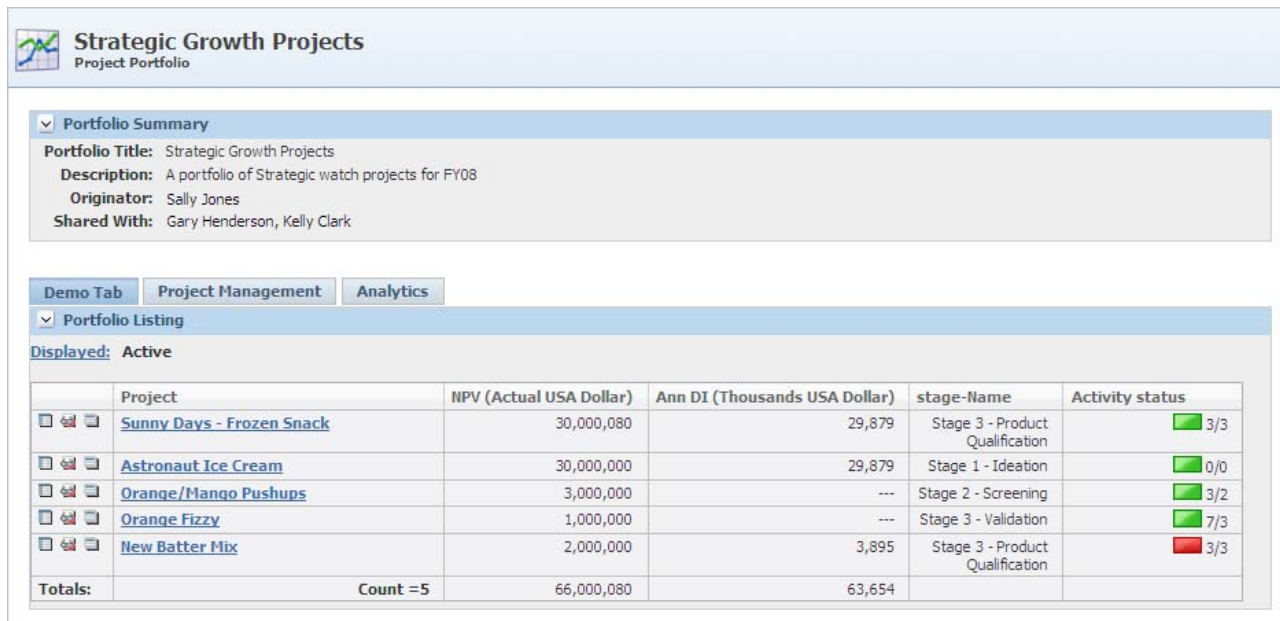 Strategic Growth Projects
Project Portfolio
Portfolio Summary
Portfolio Title: Strategic Growth Projects
Description: A portfolio of Strategic watch projects for FY08
Originator: Sally Jones
Shared With: Gary Henderson, Kelly Clark
Demo Tab Project Management Analytics
Portfolio Listing
Displayed: Active
Project NPV (Actual USA Dollar) Ann DI (Thousands USA Dollar) stage-Name Activity status
Sunny Days - Frozen Snack 30,000,080 29,879 Stage 3 - Product 3/3
Qualification
Astronaut Ice Cream 30,000,000 29,879 Stage 1 - Ideation 0/0
Orange/Mango Pushups 3,000,000 --- Stage 2 - Screening 3/2
Orange Fizzy 1,000,000 --- Stage 3 - Validation 7/3
New Batter Mix 2,000,000 3,895 Stage 3 - Product 3/3
Qualification
Totals: Count =5 66,000,080 63,654